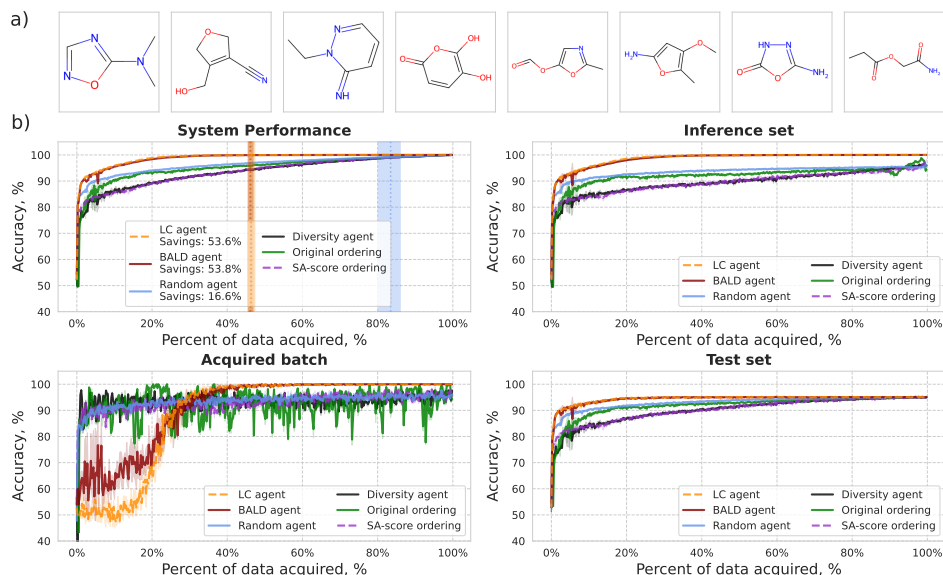 a)
N
N
O
N
O
HO
N
N
N
NH
O
O
OH
OH
O
O
N
O
H₂N
O
O
HN
N
O
O
NH₂
O
O
O
NH₂
b)
System Performance
Accuracy, %
100
90
80
70
60
50
40
LC agent
Savings: 53.6%
BALD agent
Savings: 53.8%
Random agent
Savings: 16.6%
Diversity agent
Original ordering
SA-score ordering
0% 20% 40% 60% 80% 100%
Percent of data acquired, %
Inference set
Accuracy, %
100
90
80
70
60
50
40
LC agent
BALD agent
Random agent
Diversity agent
Original ordering
SA-score ordering
0% 20% 40% 60% 80% 100%
Percent of data acquired, %
Acquired batch
Accuracy, %
100
90
80
70
60
50
40
LC agent
BALD agent
Random agent
Diversity agent
Original ordering
SA-score ordering
0% 20% 40% 60% 80% 100%
Percent of data acquired, %
Test set
Accuracy, %
100
90
80
70
60
50
40
LC agent
BALD agent
Random agent
Diversity agent
Original ordering
SA-score ordering
0% 20% 40% 60% 80% 100%
Percent of data acquired, %